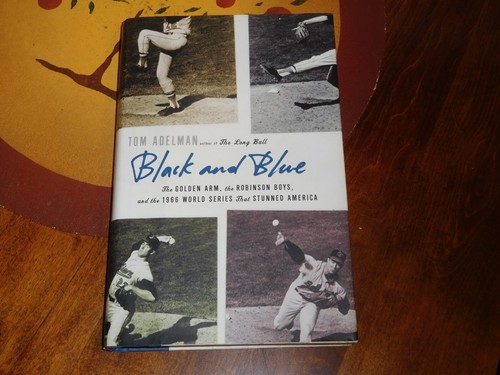 TOM ADELMAN author of The Long Ball
Black and Blue
The GOLDEN ARM, the ROBINSON BOYS,
and the 1966 WORLD SERIES That STUNNED AMERICA